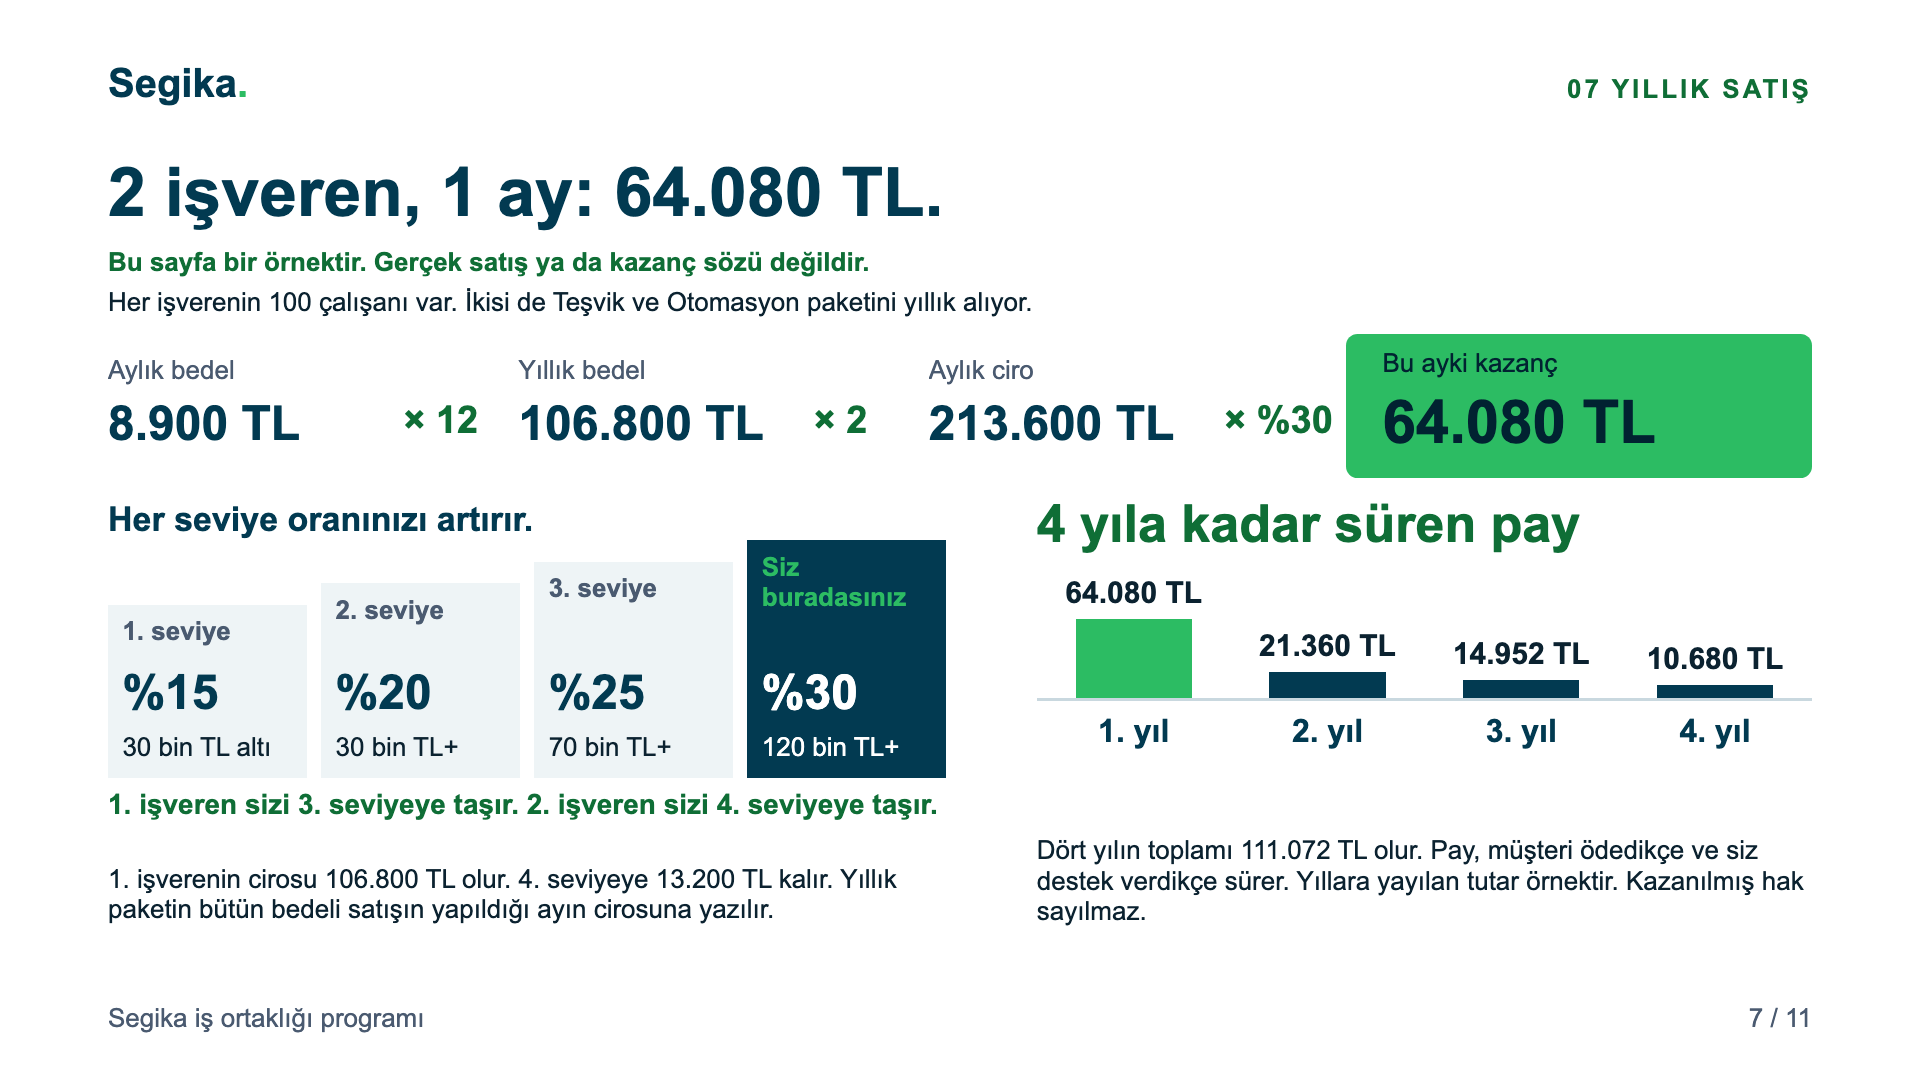 Segika.
07 YILLIK SATIŞ
2 işveren, 1 ay: 64.080 TL.
Bu sayfa bir örnektir. Gerçek satış ya da kazanç sözü değildir.
Her işverenin 100 çalışanı var. İkisi de Teşvik ve Otomasyon paketini yıllık alıyor.
Aylık bedel
8.900 TL
× 12
Yıllık bedel
106.800 TL
× 2
Aylık ciro
213.600 TL
× %30
Bu ayki kazanç
64.080 TL
Her seviye oranınızı artırır.
1. seviye
%15
30 bin TL altı
2. seviye
%20
30 bin TL+
3. seviye
%25
70 bin TL+
Siz
buradasınız
%30
120 bin TL+
1. işveren sizi 3. seviyeye taşır. 2. işveren sizi 4. seviyeye taşır.
1. işverenin cirosu 106.800 TL olur. 4. seviyeye 13.200 TL kalır. Yıllık
paketin bütün bedeli satışın yapıldığı ayın cirosuna yazılır.
4 yıla kadar süren pay
64.080 TL
21.360 TL
14.952 TL
10.680 TL
1. yıl
2. yıl
3. yıl
4. yıl
Dört yılın toplamı 111.072 TL olur. Pay, müşteri ödedikçe ve siz
destek verdikçe sürer. Yıllara yayılan tutar örnektir. Kazanılmış hak
sayılmaz.
Segika iş ortaklığı programı
7 / 11